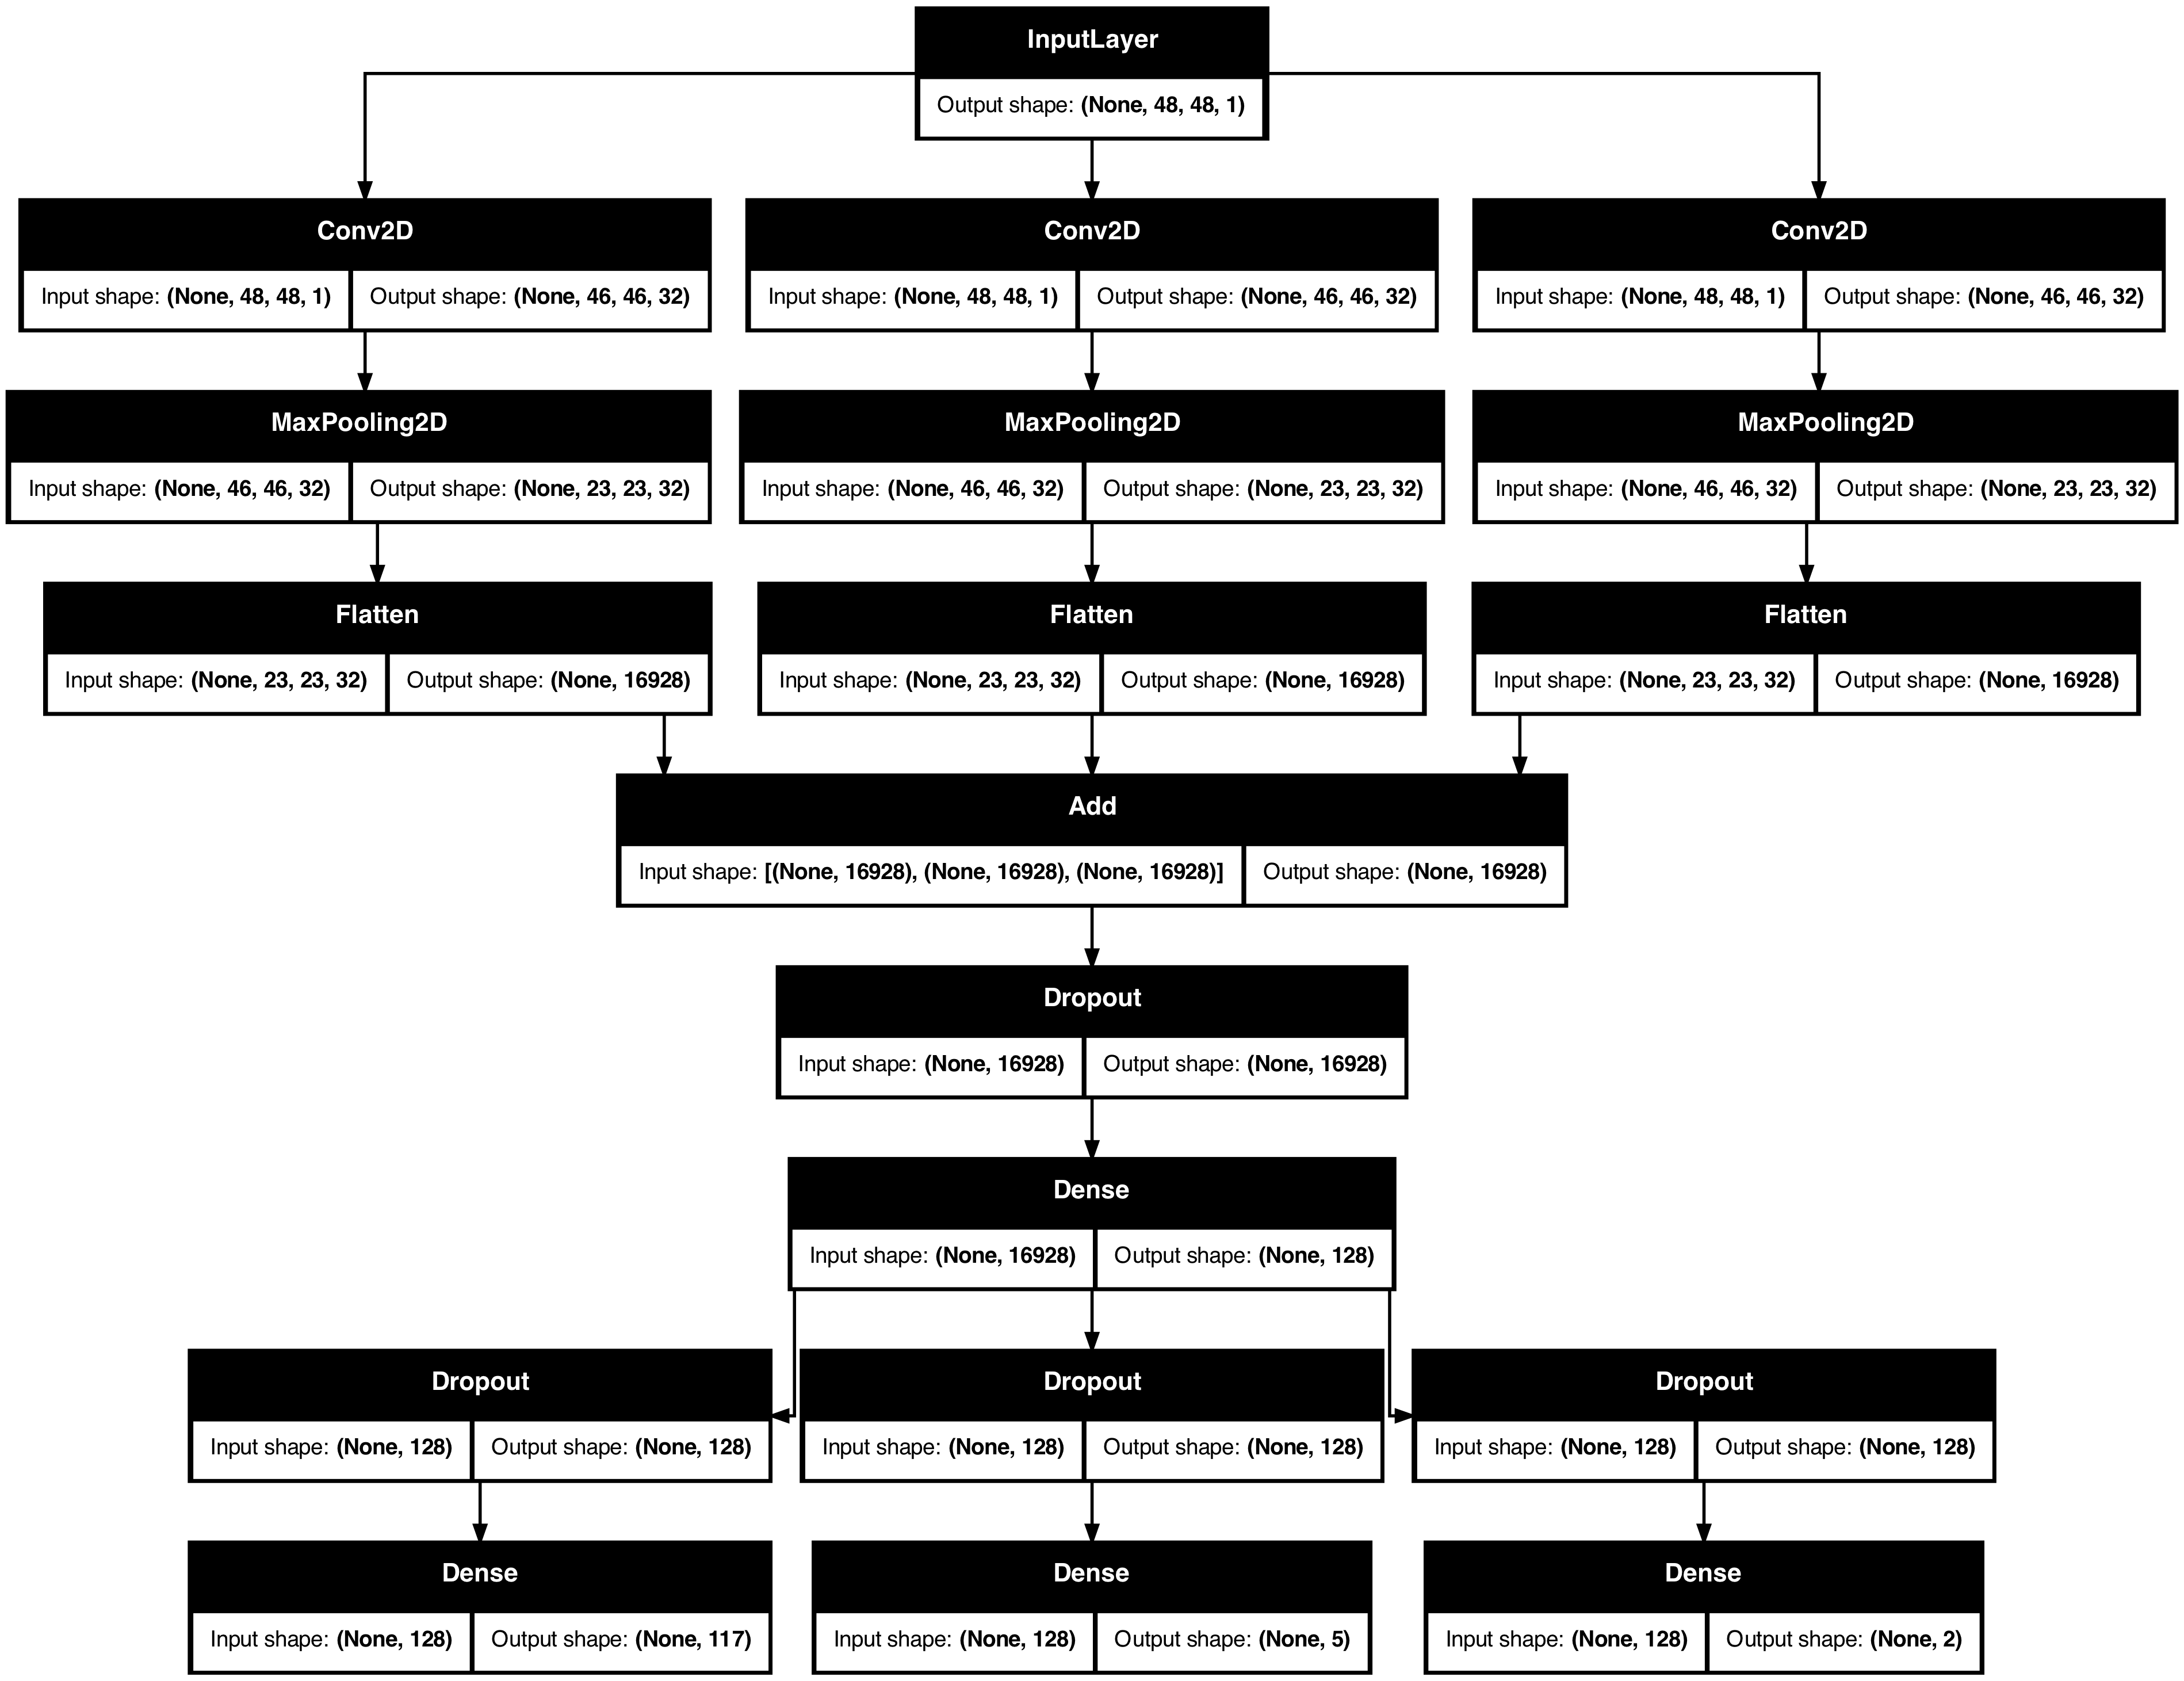 InputLayer
Output shape: (None, 48, 48, 1)
Conv2D
Input shape: (None, 48, 48, 1) Output shape: (None, 46, 46, 32)
Conv2D
Input shape: (None, 48, 48, 1) Output shape: (None, 46, 46, 32)
Conv2D
Input shape: (None, 48, 48, 1) Output shape: (None, 46, 46, 32)
MaxPooling2D
Input shape: (None, 46, 46, 32) Output shape: (None, 23, 23, 32)
MaxPooling2D
Input shape: (None, 46, 46, 32) Output shape: (None, 23, 23, 32)
MaxPooling2D
Input shape: (None, 46, 46, 32) Output shape: (None, 23, 23, 32)
Flatten
Input shape: (None, 23, 23, 32) Output shape: (None, 16928)
Flatten
Input shape: (None, 23, 23, 32) Output shape: (None, 16928)
Flatten
Input shape: (None, 23, 23, 32) Output shape: (None, 16928)
Add
Input shape: [(None, 16928), (None, 16928), (None, 16928)] Output shape: (None, 16928)
Dropout
Input shape: (None, 16928) Output shape: (None, 16928)
Dense
Input shape: (None, 16928) Output shape: (None, 128)
Dropout
Input shape: (None, 128) Output shape: (None, 128)
Dropout
Input shape: (None, 128) Output shape: (None, 128)
Dropout
Input shape: (None, 128) Output shape: (None, 128)
Dense
Input shape: (None, 128) Output shape: (None, 117)
Dense
Input shape: (None, 128) Output shape: (None, 5)
Dense
Input shape: (None, 128) Output shape: (None, 2)